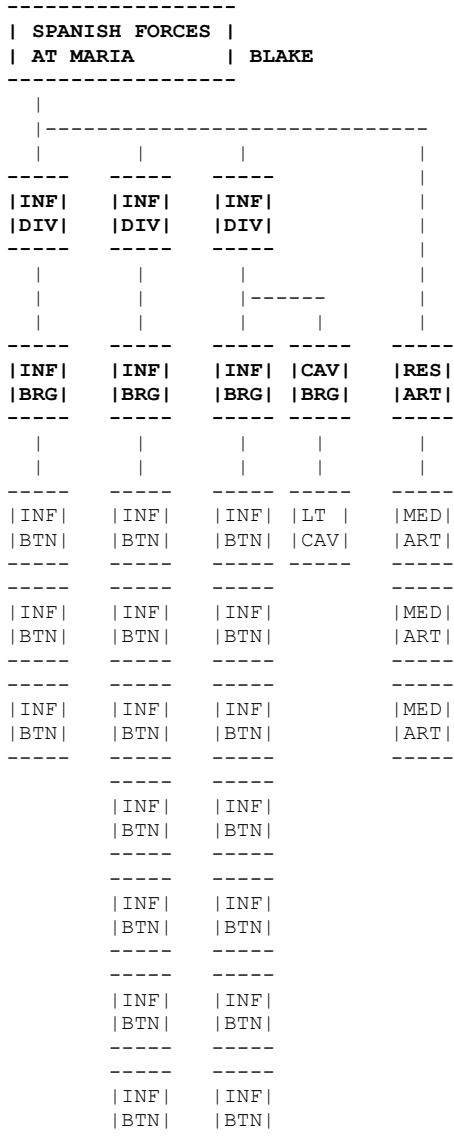 ------------------
| SPANISH FORCES |
| AT MARIA       | BLAKE
------------------
  |
  |------------------------------
  |       |       |             |
-----   -----   -----           |
|INF|   |INF|   |INF|           |
|DIV|   |DIV|   |DIV|           |
-----   -----   -----           |
  |       |       |             |
  |       |       |------       |
  |       |       |     |       |
-----   -----   ----- -----   -----
|INF|   |INF|   |INF| |CAV|   |RES|
|BRG|   |BRG|   |BRG| |BRG|   |ART|
-----   -----   ----- -----   -----
  |       |       |     |       |
  |       |       |     |       |
-----   -----   ----- -----   -----
|INF|   |INF|   |INF| |LT |   |MED|
|BTN|   |BTN|   |BTN| |CAV|   |ART|
-----   -----   ----- -----   -----
-----   -----   -----         -----
|INF|   |INF|   |INF|         |MED|
|BTN|   |BTN|   |BTN|         |ART|
-----   -----   -----         -----
-----   -----   -----         -----
|INF|   |INF|   |INF|         |MED|
|BTN|   |BTN|   |BTN|         |ART|
-----   -----   -----         -----
        -----   -----
        |INF|   |INF|
        |BTN|   |BTN|
        -----   -----
        -----   -----
        |INF|   |INF|
        |BTN|   |BTN|
        -----   -----
        -----   -----
        |INF|   |INF|
        |BTN|   |BTN|
        -----   -----
        -----   -----
        |INF|   |INF|
        |BTN|   |BTN|